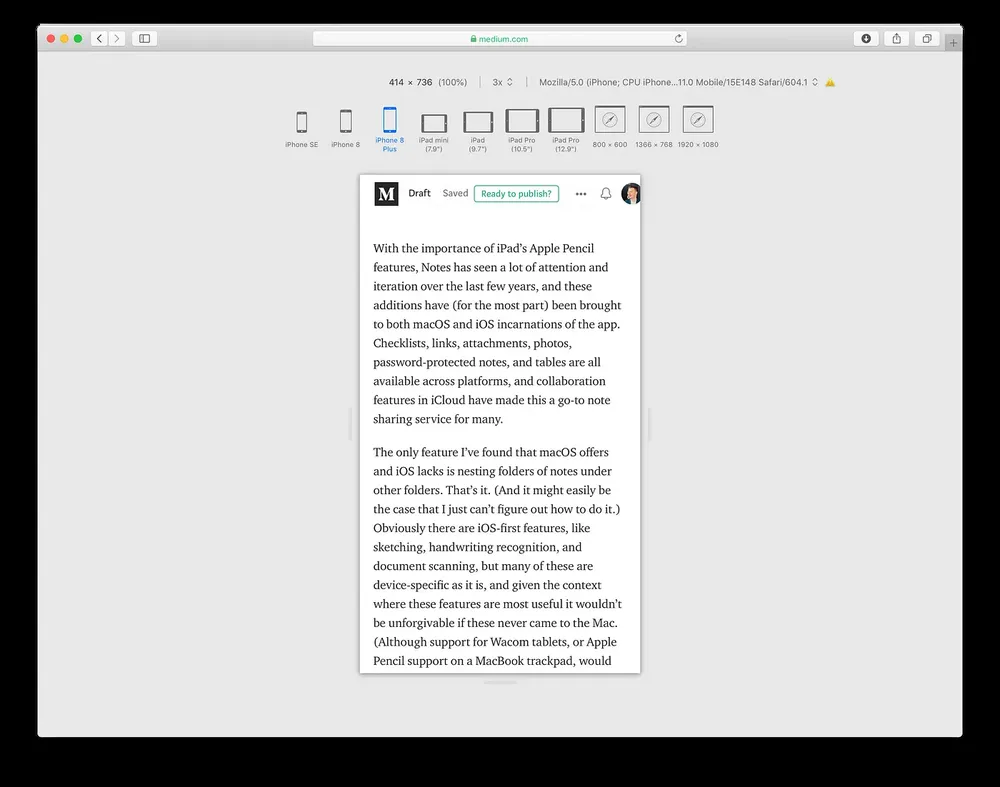 medium.com
414 × 736 (100%) 3x Mozilla/5.0 (iPhone; CPU iPhone...11.0 Mobile/15E148 Safari/604.1
iPhone SE
iPhone 8
iPhone 8
Plus
iPad mini
(7.9")
iPad
(9.7")
iPad Pro
(10.5")
iPad Pro
(12.9")
800 × 600
1366 × 768
1920 × 1080
M Draft Saved Ready to publish?
With the importance of iPad’s Apple Pencil
features, Notes has seen a lot of attention and
iteration over the last few years, and these
additions have (for the most part) been brought
to both macOS and iOS incarnations of the app.
Checklists, links, attachments, photos,
password-protected notes, and tables are all
available across platforms, and collaboration
features in iCloud have made this a go-to note
sharing service for many.
The only feature I’ve found that macOS offers
and iOS lacks is nesting folders of notes under
other folders. That’s it. (And it might easily be
the case that I just can’t figure out how to do it.)
Obviously there are iOS-first features, like
sketching, handwriting recognition, and
document scanning, but many of these are
device-specific as it is, and given the context
where these features are most useful it wouldn’t
be unforgivable if these never came to the Mac.
(Although support for Wacom tablets, or Apple
Pencil support on a MacBook trackpad, would